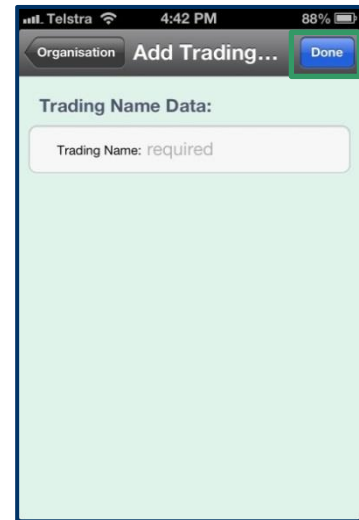 Telstra 4:42 PM 88%
Organisation Add Trading... Done
Trading Name Data:
Trading Name: required